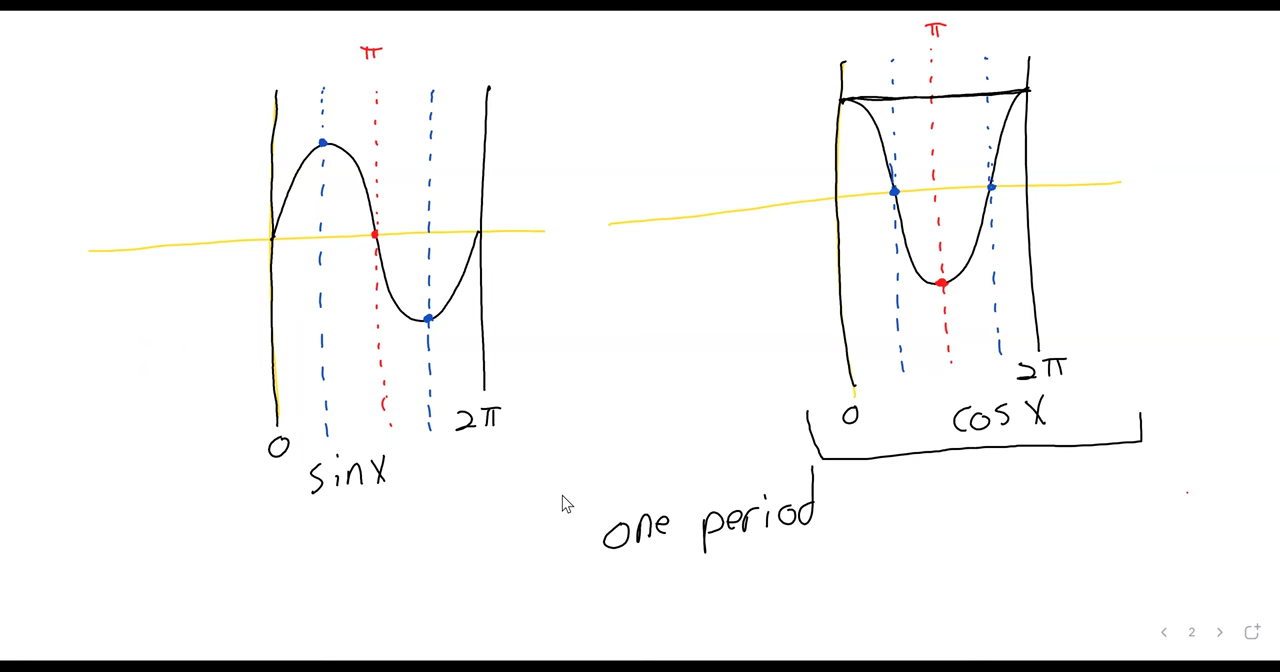 π
π
0
2π
sin x
0
2π
cos x
one period
2